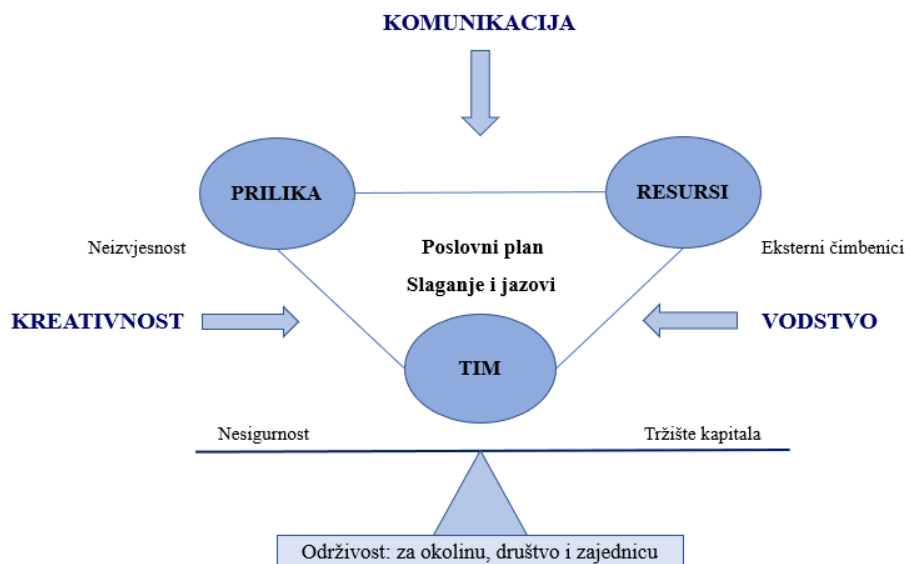 KOMUNIKACIJA
PRILIKA
RESURSI
Neizvjesnost
Poslovni plan
Eksterni čimbenici
Slaganje i jazovi
KREATIVNOST
VODSTVO
TIM
Nesigurnost
Tržište kapitala
Održivost: za okolinu, društvo i zajednicu